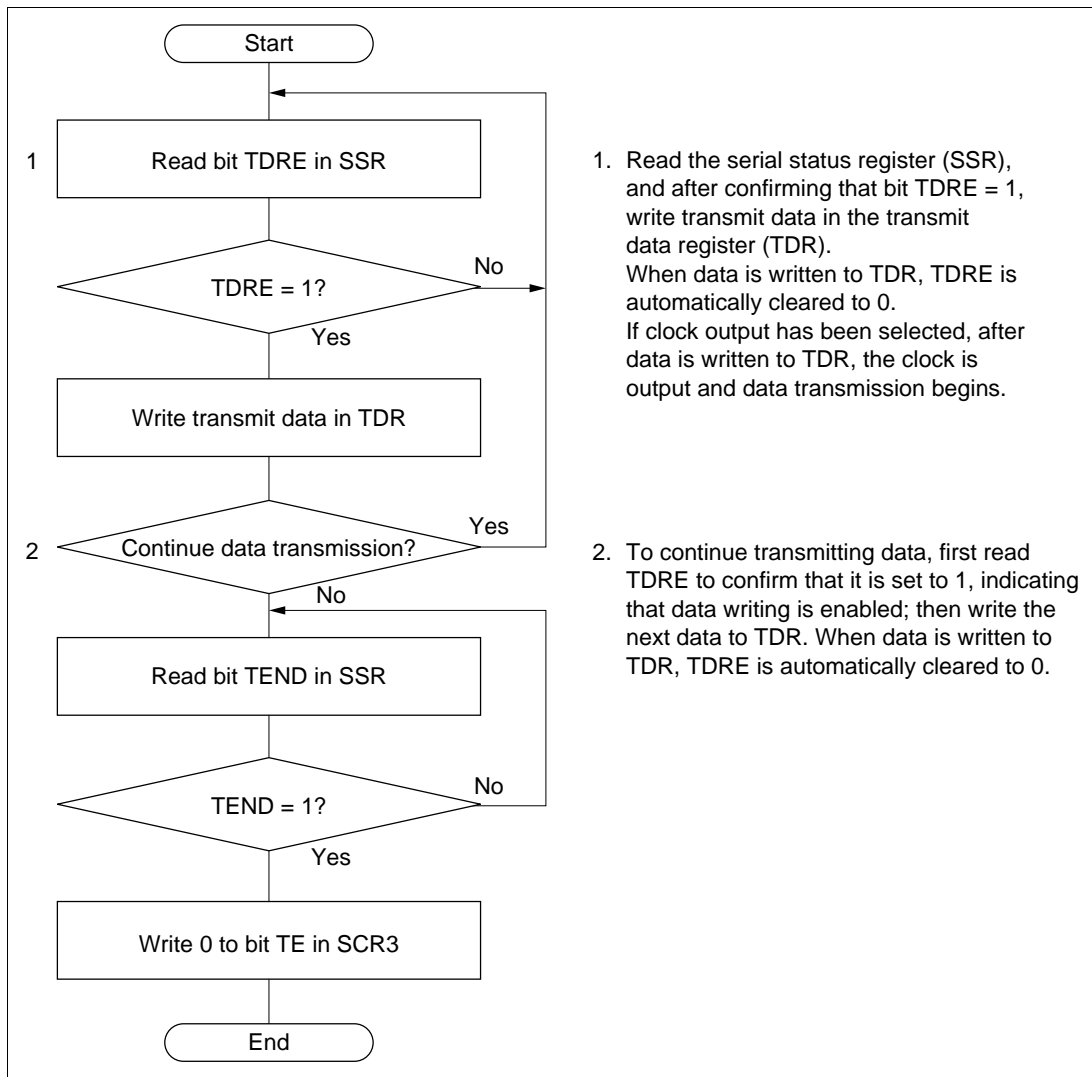 Start
1
Read bit TDRE in SSR
TDRE = 1?
No
Yes
Write transmit data in TDR
2
Continue data transmission?
Yes
No
Read bit TEND in SSR
TEND = 1?
No
Yes
Write 0 to bit TE in SCR3
End
1. Read the serial status register (SSR),
and after confirming that bit TDRE = 1,
write transmit data in the transmit
data register (TDR).
When data is written to TDR, TDRE is
automatically cleared to 0.
If clock output has been selected, after
data is written to TDR, the clock is
output and data transmission begins.
2. To continue transmitting data, first read
TDRE to confirm that it is set to 1, indicating
that data writing is enabled; then write the
next data to TDR. When data is written to
TDR, TDRE is automatically cleared to 0.